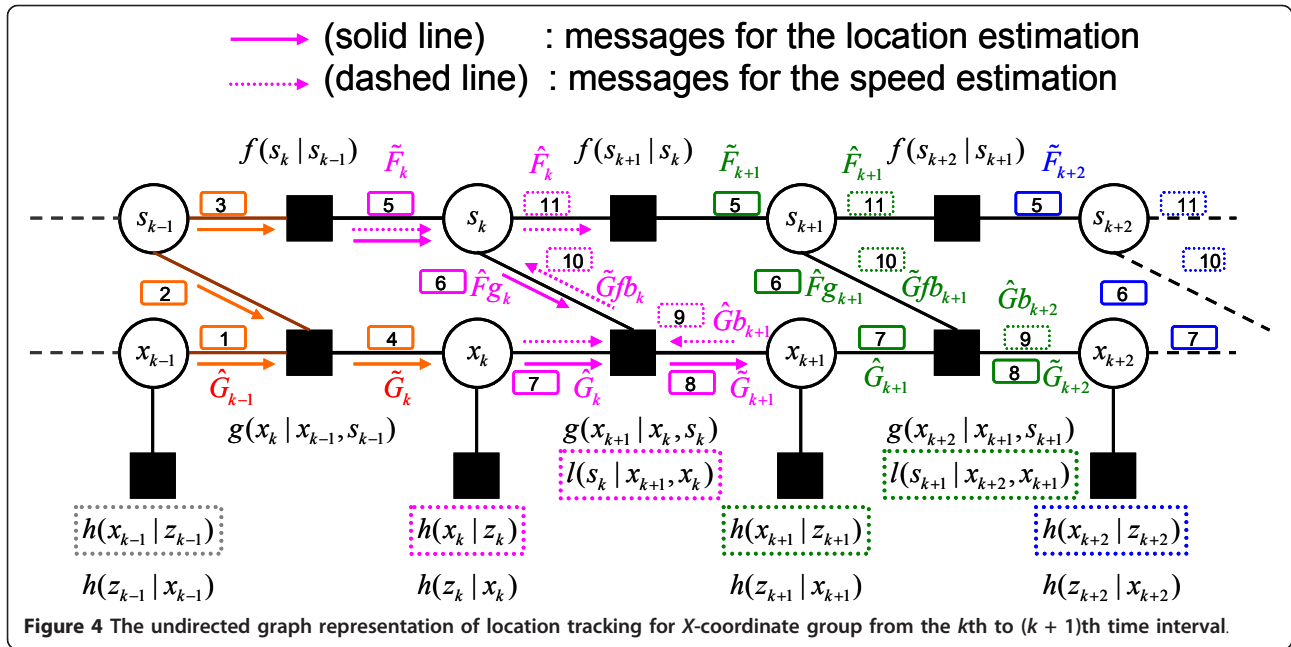 (solid line) : messages for the location estimation
(dashed line) : messages for the speed estimation
f(s_k | s_{k-1}) F̃_k F̂_k f(s_{k+1} | s_k) F̃_{k+1} F̂_{k+1} f(s_{k+2} | s_{k+1}) F̃_{k+2}
s_{k-1} 3 5 s_k 11 5 s_{k+1} 11 5 s_{k+2} 11
2 6 F̂g_k 10 G̃fb_k 6 F̂g_{k+1} 10 G̃fb_{k+1} 6 10
9 Ĝb_{k+1} 9 Ĝb_{k+2}
x_{k-1} 1 4 x_k 7 8 x_{k+1} 7 8 x_{k+2} 7
Ĝ_{k-1} G̃_k Ĝ_k G̃_{k+1} Ĝ_{k+1} G̃_{k+2}
g(x_k | x_{k-1}, s_{k-1}) g(x_{k+1} | x_k, s_k) g(x_{k+2} | x_{k+1}, s_{k+1})
l(s_k | x_{k+1}, x_k) l(s_{k+1} | x_{k+2}, x_{k+1})
h(x_{k-1} | z_{k-1}) h(x_k | z_k) h(x_{k+1} | z_{k+1}) h(x_{k+2} | z_{k+2})
h(z_{k-1} | x_{k-1}) h(z_k | x_k) h(z_{k+1} | x_{k+1}) h(z_{k+2} | x_{k+2})
Figure 4 The undirected graph representation of location tracking for X-coordinate group from the kth to (k + 1)th time interval.